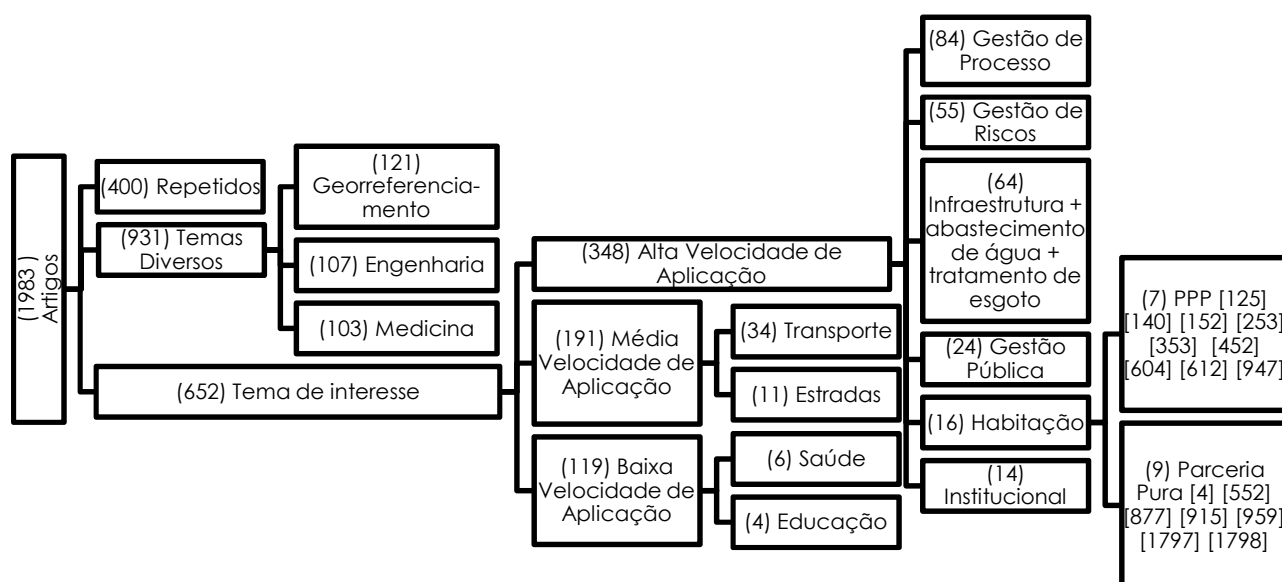 (1983 )
Artigos
(400) Repetidos
(931) Temas
Diversos
(652) Tema de interesse
(121)
Georreferencia-
mento
(107) Engenharia
(103) Medicina
(348) Alta Velocidade de
Aplicação
(191) Média
Velocidade de
Aplicação
(119) Baixa
Velocidade de
Aplicação
(34) Transporte
(11) Estradas
(6) Saúde
(4) Educação
(84) Gestão de
Processo
(55) Gestão de
Riscos
(64)
Infraestrutura +
abastecimento
de água +
tratamento de
esgoto
(24) Gestão
Pública
(16) Habitação
(14)
Institucional
(7) PPP [125]
[140] [152] [253]
[353] [452]
[604] [612] [947]
(9) Parceria
Pura [4] [552]
[877] [915] [959]
[1797] [1798]